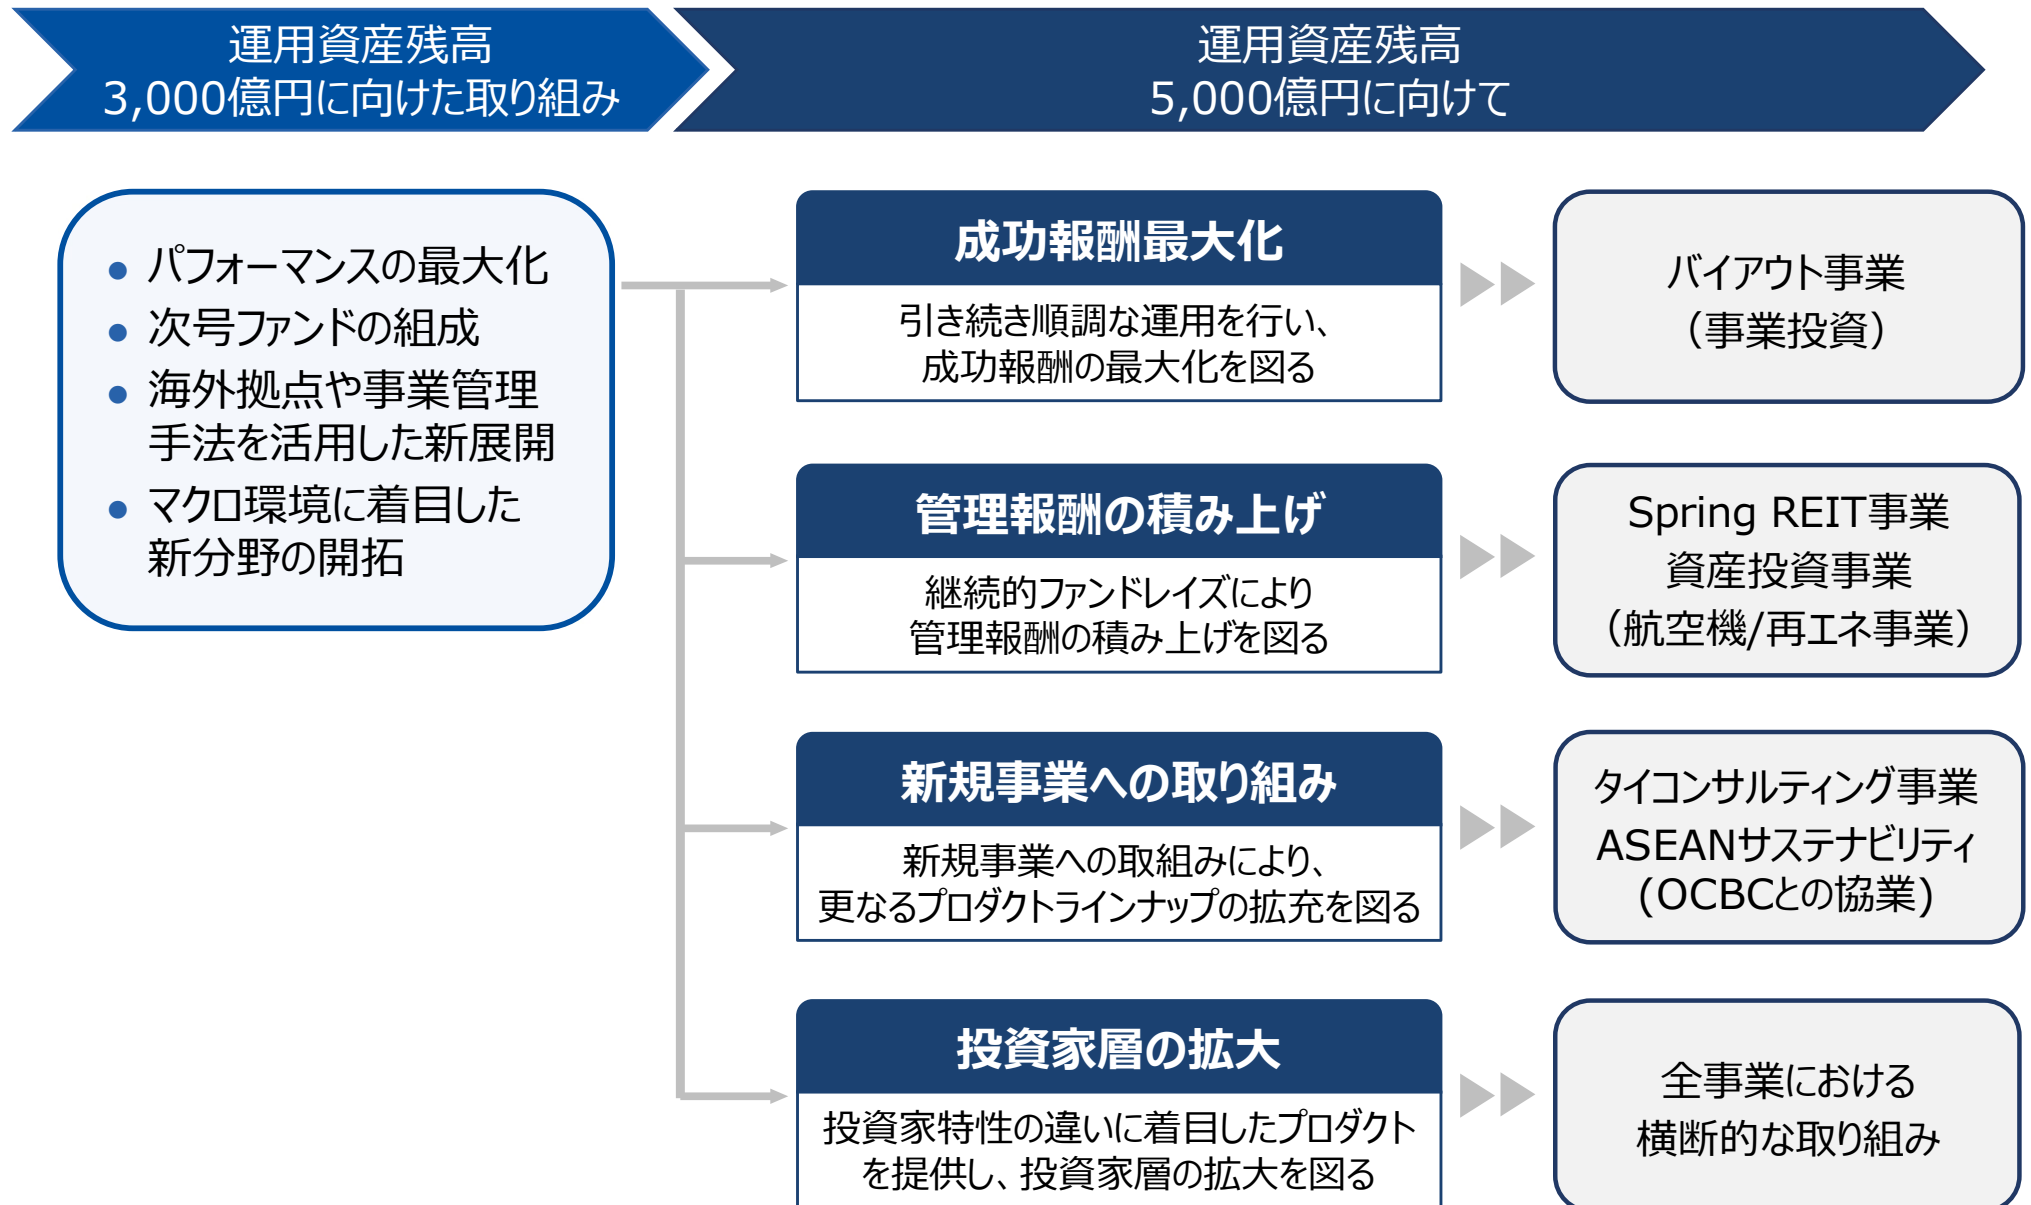 運用資産残高
3,000億円に向けた取り組み
運用資産残高
5,000億円に向けて
● パフォーマンスの最大化
● 次号ファンドの組成
● 海外拠点や事業管理
手法を活用した新展開
● マクロ環境に着目した
新分野の開拓
成功報酬最大化
引き続き順調な運用を行い、
成功報酬の最大化を図る
バイアウト事業
（事業投資）
管理報酬の積み上げ
継続的ファンドレイズにより
管理報酬の積み上げを図る
Spring REIT事業
資産投資事業
（航空機/再エネ事業）
新規事業への取り組み
新規事業への取組みにより、
更なるプロダクトラインナップの拡充を図る
タイコンサルティング事業
ASEANサステナビリティ
(OCBCとの協業)
投資家層の拡大
投資家特性の違いに着目したプロダクト
を提供し、投資家層の拡大を図る
全事業における
横断的な取り組み